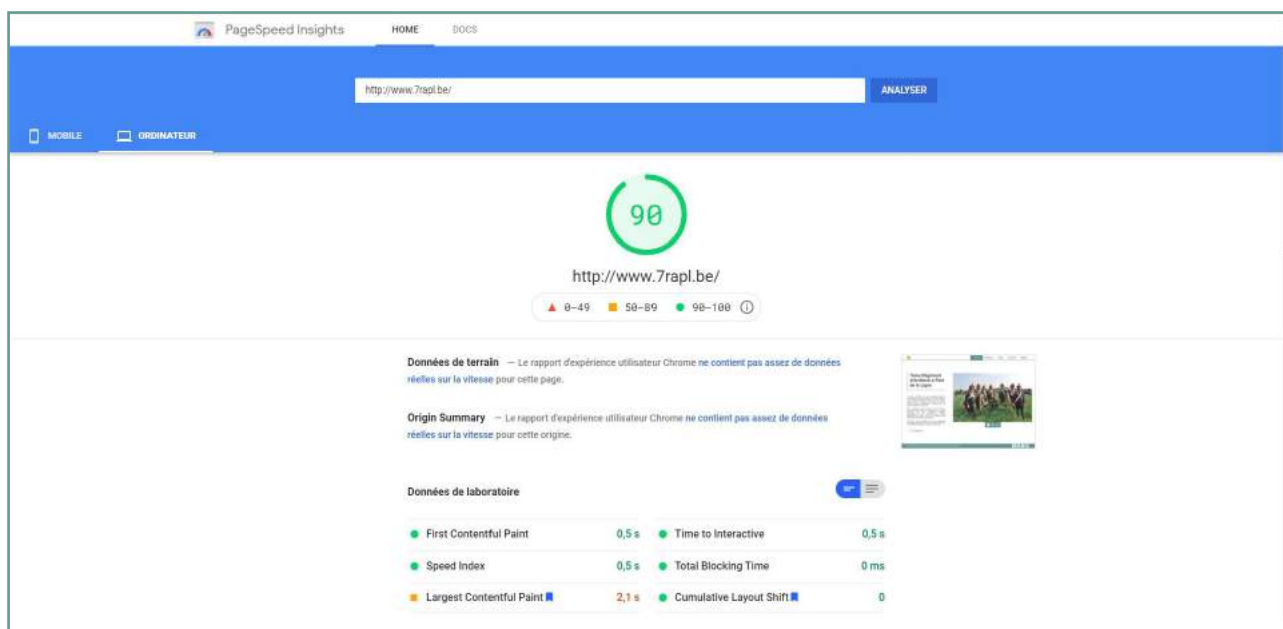 PageSpeed Insights
HOME
DOCS
http://www.7rapl.be/
ANALYSER
MOBILE
ORDINATEUR
90
http://www.7rapl.be/
0–49
50–89
90–100
Données de terrain — Le rapport d'expérience utilisateur Chrome ne contient pas assez de données
réelles sur la vitesse pour cette page.
Origin Summary — Le rapport d'expérience utilisateur Chrome ne contient pas assez de données
réelles sur la vitesse pour cette origine.
Données de laboratoire
First Contentful Paint 0,5 s
Time to Interactive 0,5 s
Speed Index 0,5 s
Total Blocking Time 0 ms
Largest Contentful Paint 2,1 s
Cumulative Layout Shift 0